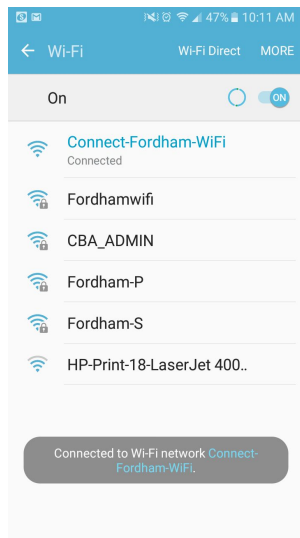 47% 10:11 AM
Wi-Fi Wi-Fi Direct MORE
On ON
Connect-Fordham-WiFi
Connected
Fordhamwifi
CBA_ADMIN
Fordham-P
Fordham-S
HP-Print-18-LaserJet 400..
Connected to Wi-Fi network Connect-
Fordham-WiFi.